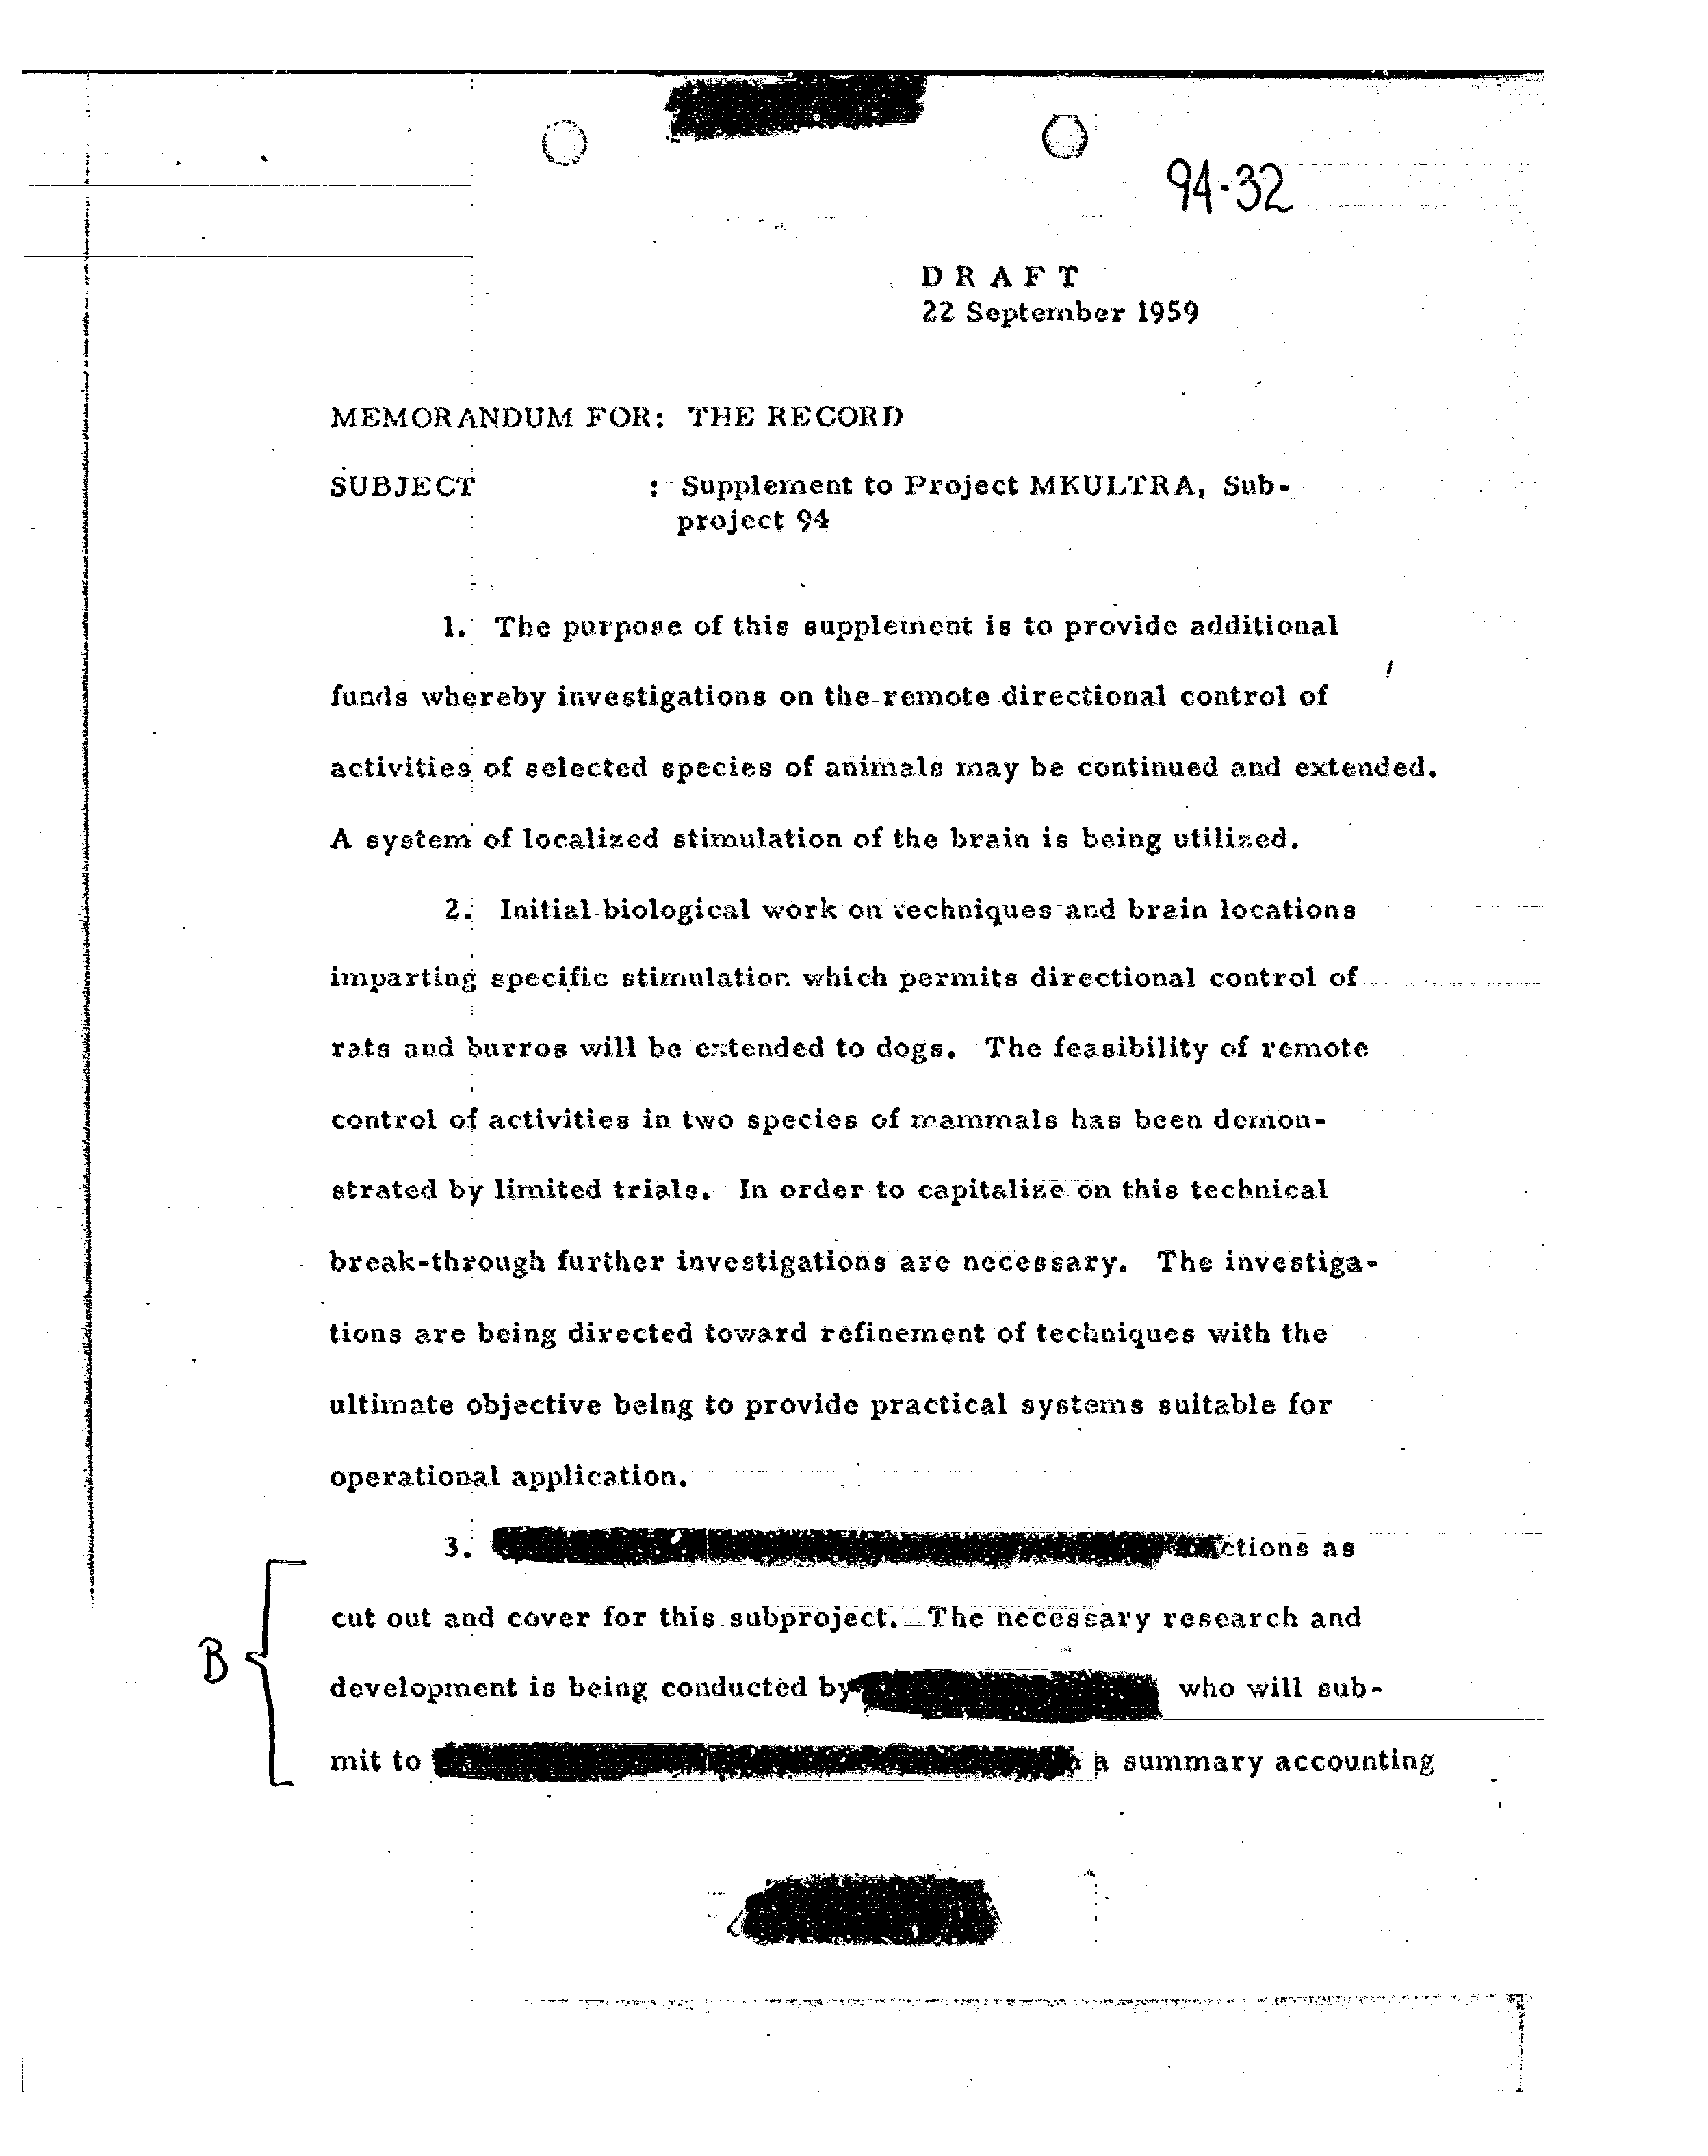 94-32
D R A F T
22 September 1959
MEMORANDUM FOR: THE RECORD
SUBJECT : Supplement to Project MKULTRA, Sub-
project 94
1. The purpose of this supplement is to provide additional
funds whereby investigations on the remote directional control of
activities of selected species of animals may be continued and extended.
A system of localized stimulation of the brain is being utilized.
2. Initial biological work on techniques and brain locations
imparting specific stimulation which permits directional control of
rats and burros will be extended to dogs. The feasibility of remote
control of activities in two species of mammals has been demon-
strated by limited trials. In order to capitalize on this technical
break-through further investigations are necessary. The investiga-
tions are being directed toward refinement of techniques with the
ultimate objective being to provide practical systems suitable for
operational application.
3. ctions as
cut out and cover for this subproject. The necessary research and
B
development is being conducted by who will sub-
mit to a summary accounting